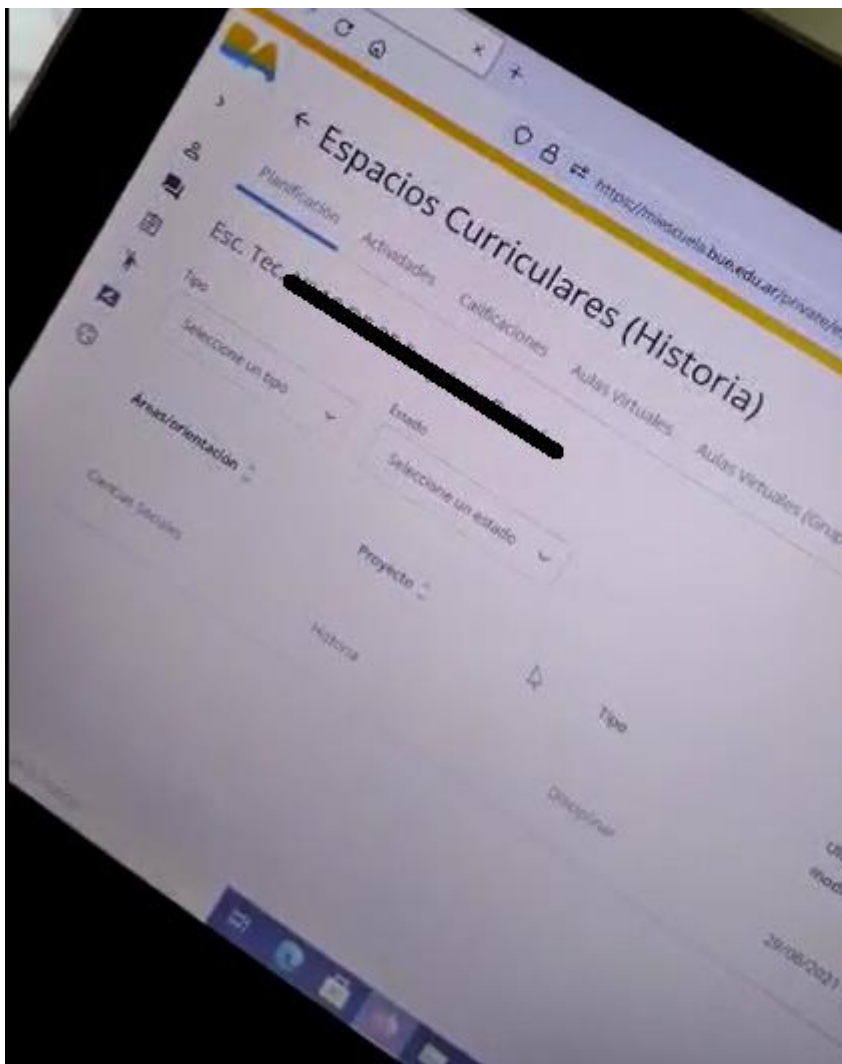 BA
https://miescuela.bue.edu.ar/private/e
← Espacios Curriculares (Historia)
Planificación Actividades Calificaciones Aulas virtuales Aulas virtuales (Grup
Esc. Tec.
Tipo Estado
Seleccione un tipo Seleccione un estado
Areas/orientación Proyecto Tipo
mod
Ciencias Sociales Historia Disciplinar 29/08/2021